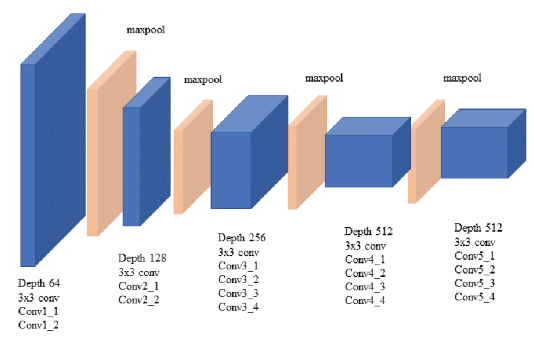 maxpool
maxpool
maxpool
maxpool
Depth 64
3x3 conv
Conv1_1
Conv1_2
Depth 128
3x3 conv
Conv2_1
Conv2_2
Depth 256
3x3 conv
Conv3_1
Conv3_2
Conv3_3
Conv3_4
Depth 512
3x3 conv
Conv4_1
Conv4_2
Conv4_3
Conv4_4
Depth 512
3x3 conv
Conv5_1
Conv5_2
Conv5_3
Conv5_4